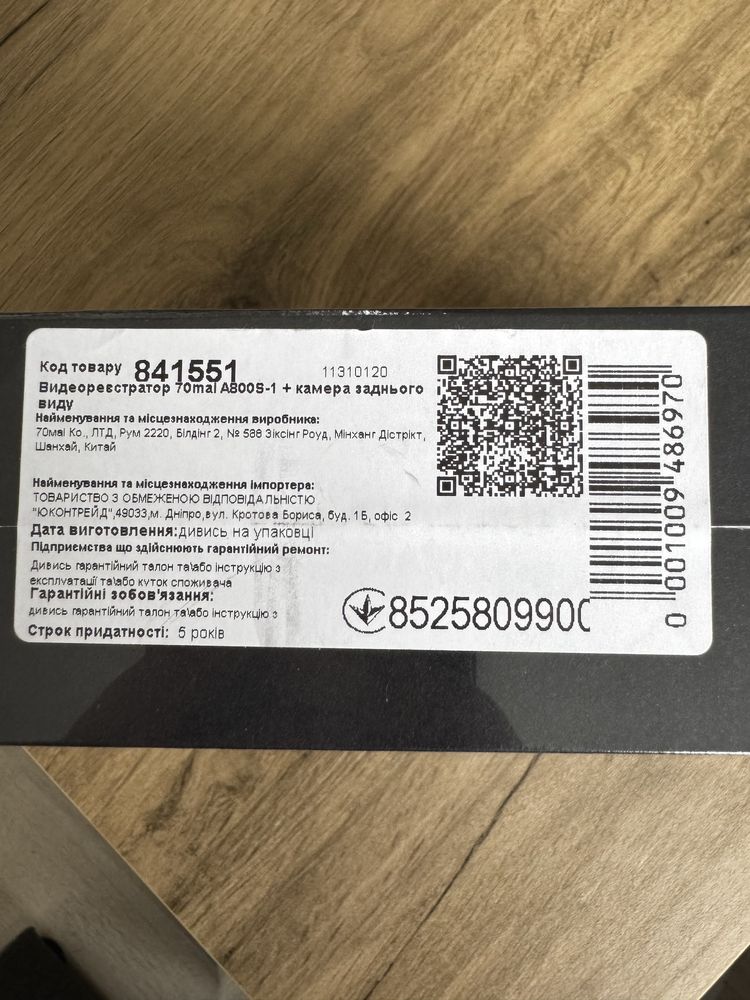 Код товару 841551 11310120
Видеореєстратор 70mai A800S-1 + камера заднього
виду
Найменування та місцезнаходження виробника:
70mai Ко., ЛТД, Рум 2220, Білдінг 2, № 588 Зіксінг Роуд, Мінханг Дістрікт,
Шанхай, Китай
Найменування та місцезнаходження імпортера:
ТОВАРИСТВО З ОБМЕЖЕНОЮ ВІДПОВІДАЛЬНІСТЮ
"ЮКОНТРЕЙД",49033,м. Дніпро,вул. Кротова Бориса, буд. 1Б, офіс 2
Дата виготовлення:дивись на упаковці
Підприємства що здійснюють гарантійний ремонт:
Дивись гарантійний талон та\або інструкцію з
експлуатації та\або куток споживача
Гарантійні зобов'язання:
дивись гарантійний талон та\або інструкцію з
Строк придатності: 5 років
8525809900
0 001009 486970